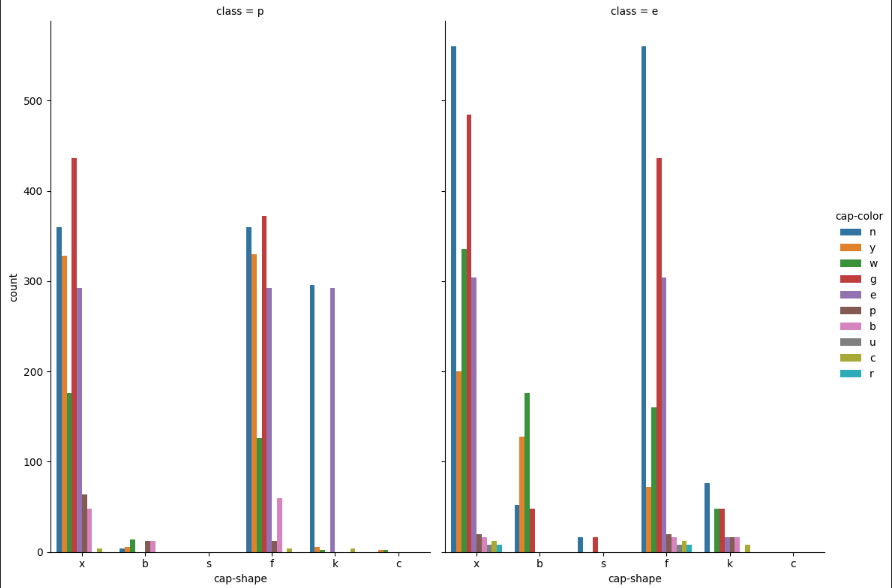 class = p
class = e
500
400
300
200
100
0
count
x b s f k c
cap-shape
x b s f k c
cap-shape
cap-color
n
y
w
g
e
p
b
u
c
r